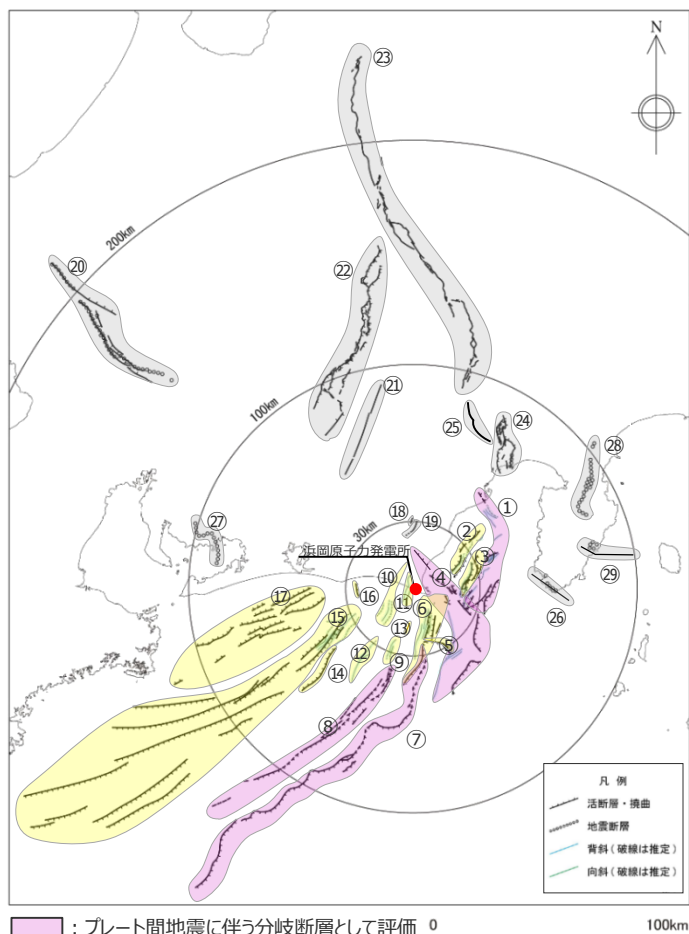 ㉓
N
200km
⑳
㉒
㉑
100km
㉕
㉔
㉘
①
㉗
⑱
⑲
30km
②
浜岡原子力発電所
③
㉙
④
⑩
⑯
⑪
⑰
⑥
㉖
⑮
⑬
⑤
⑫
⑨
⑭
⑧
⑦
凡 例
活断層・撓曲
地震断層
背斜(破線は推定)
向斜(破線は推定)
:プレート間地震に伴う分岐断層として評価
0 100km